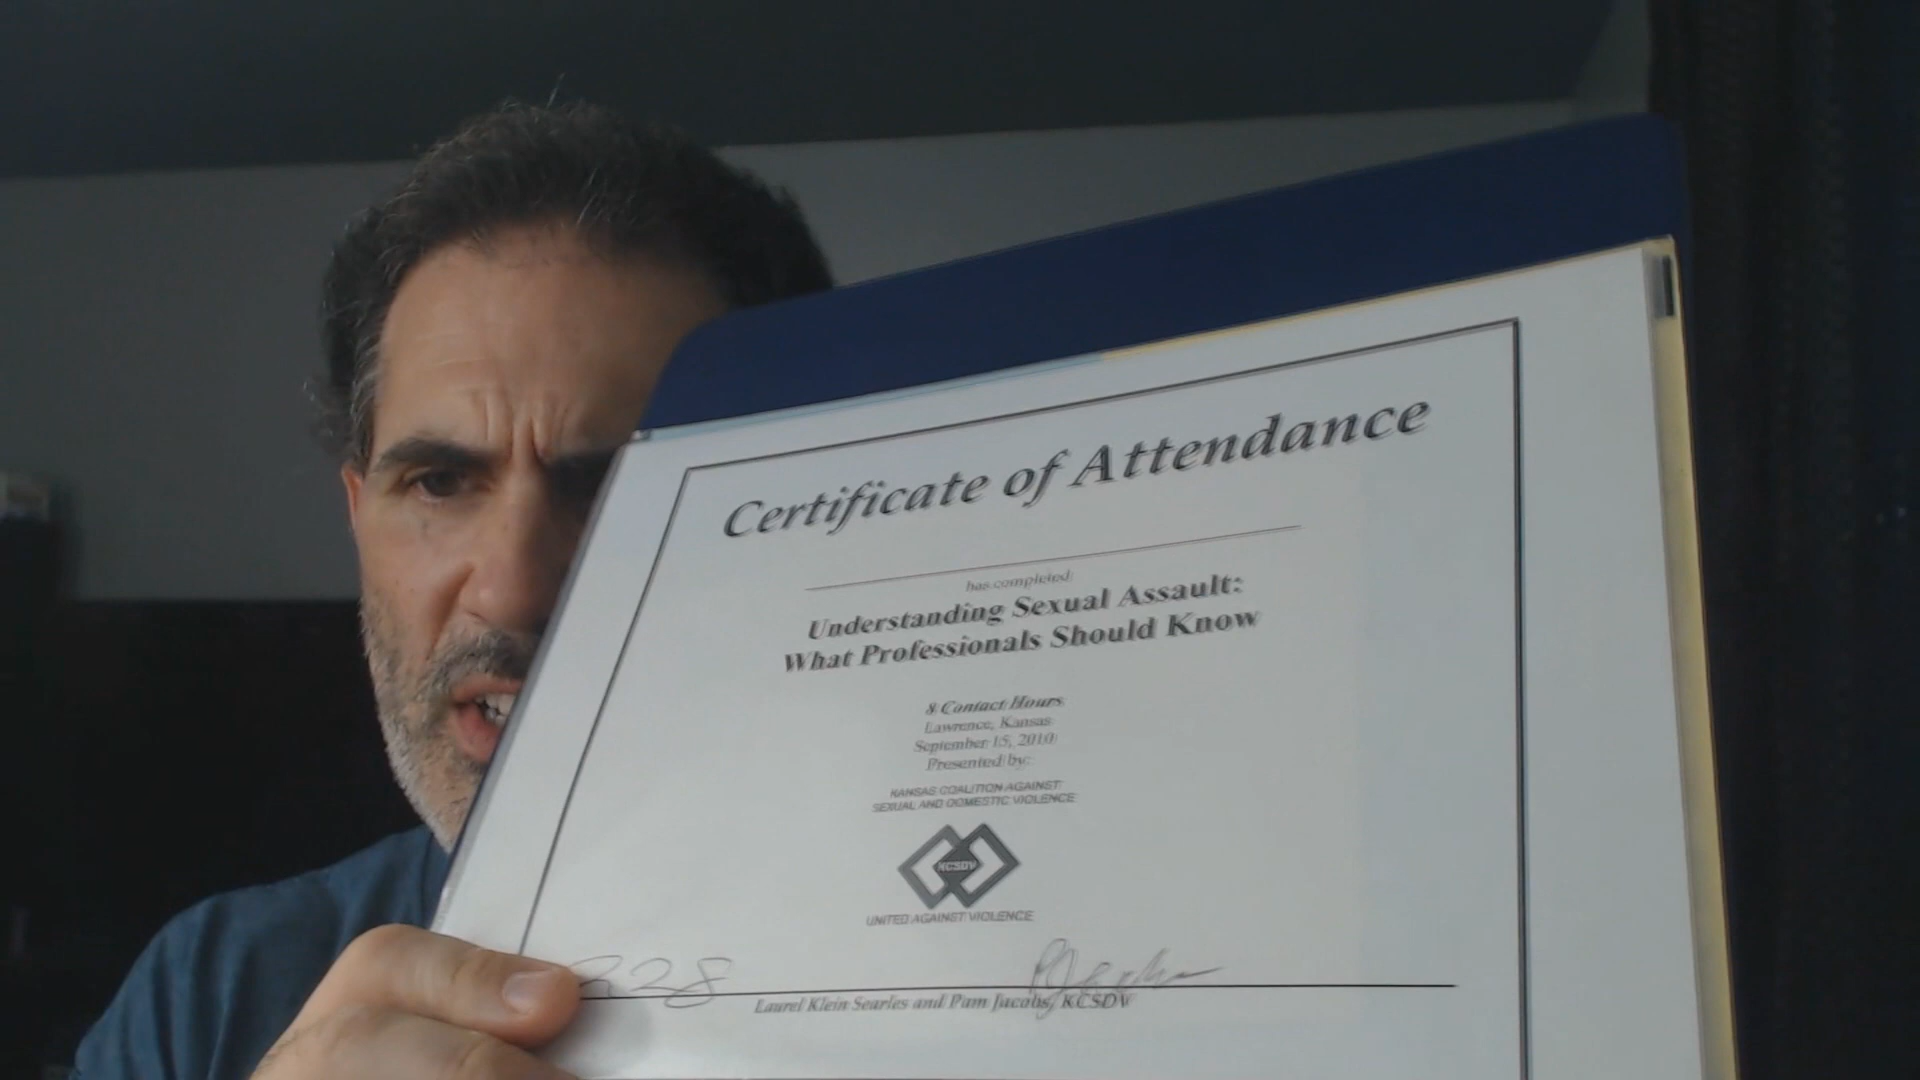 Certificate of Attendance
has completed
Understanding Sexual Assault:
What Professionals Should Know
8 Contact Hours
Lawrence, Kansas
September 15, 2010
Presented by:
KANSAS COALITION AGAINST
SEXUAL AND DOMESTIC VIOLENCE
KCSDV
UNITED AGAINST VIOLENCE
Laurel Klein Searles and Pam Jacobs, KCSDV